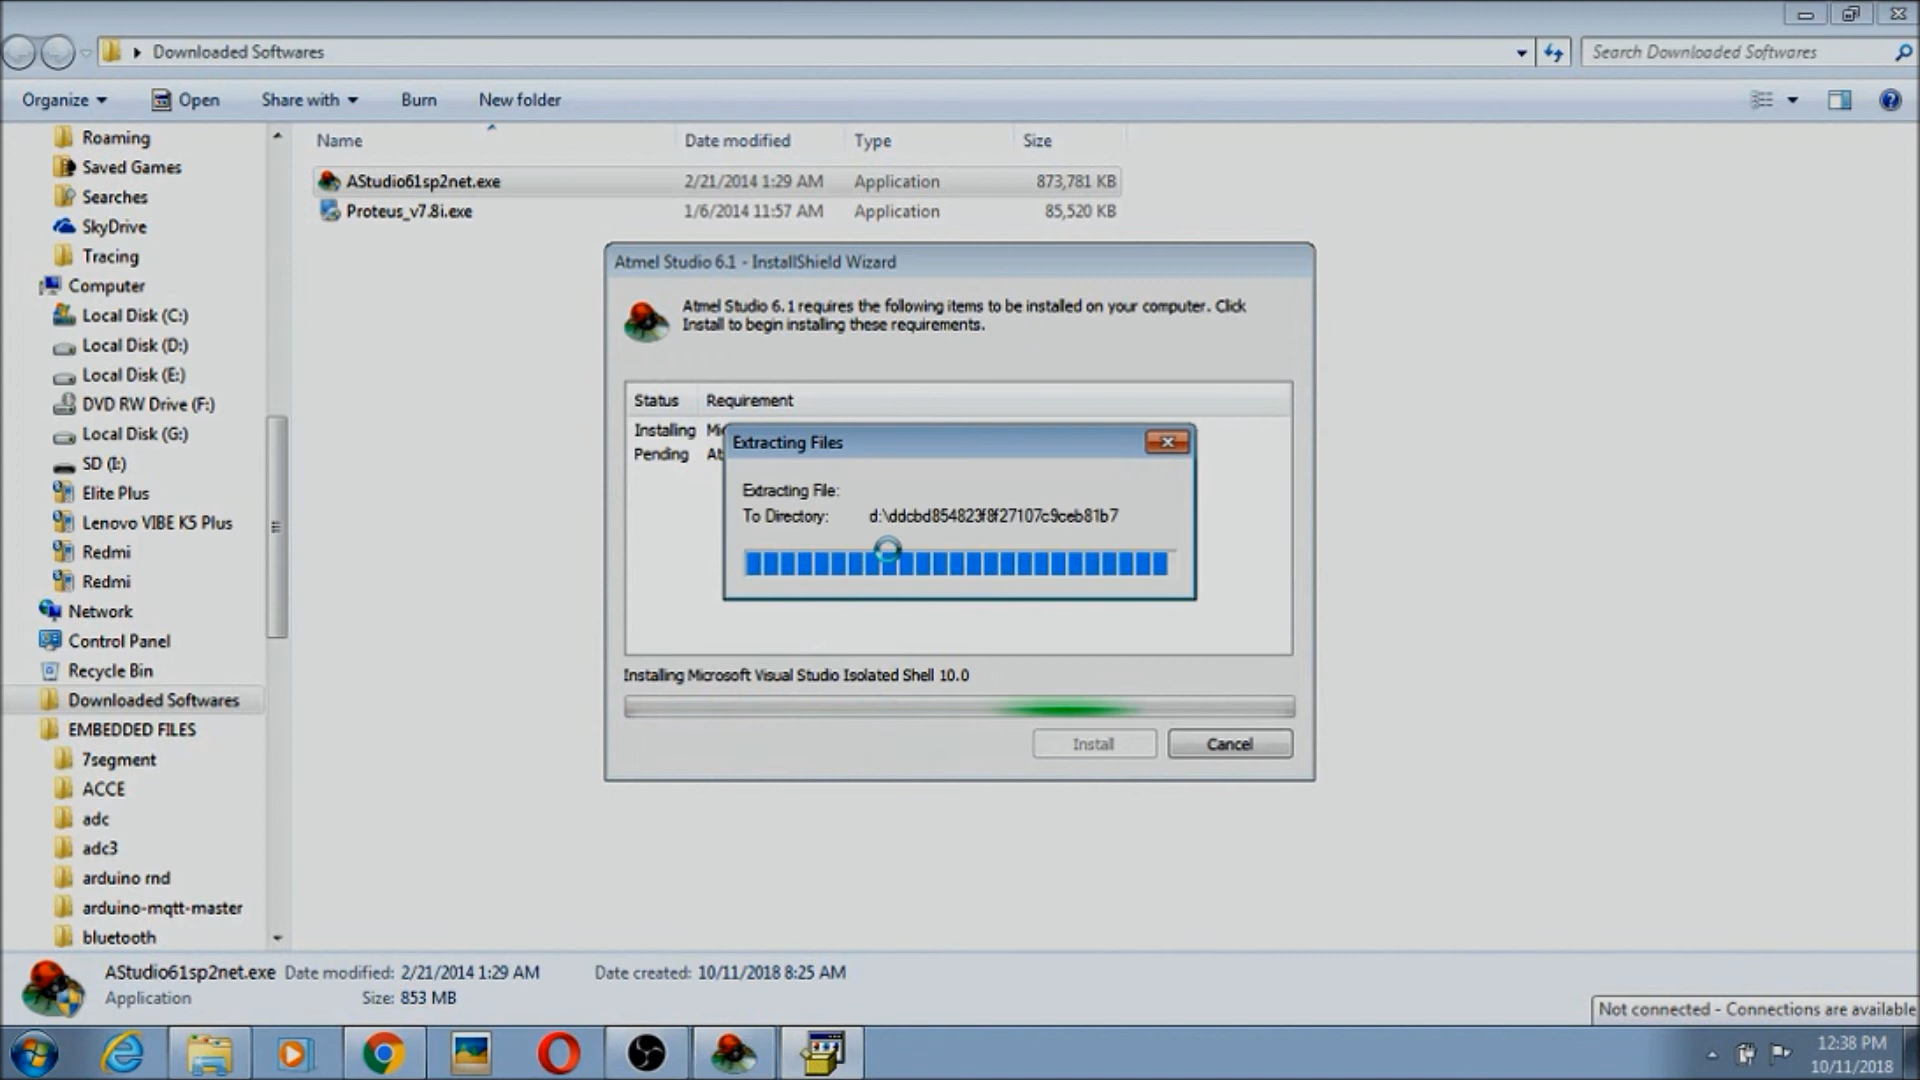 Downloaded Softwares
Search Downloaded Softwares
Organize
Open
Share with
Burn
New folder
Name
Date modified
Type
Size
AStudio61sp2net.exe 2/21/2014 1:29 AM Application 873,781 KB
Proteus_v7.8i.exe 1/6/2014 11:57 AM Application 85,520 KB
Roaming
Saved Games
Searches
SkyDrive
Tracing
Computer
Local Disk (C:)
Local Disk (D:)
Local Disk (E:)
DVD RW Drive (F:)
Local Disk (G:)
SD (I:)
Elite Plus
Lenovo VIBE K5 Plus
Redmi
Redmi
Network
Control Panel
Recycle Bin
Downloaded Softwares
EMBEDDED FILES
7segment
ACCE
adc
adc3
arduino rnd
arduino-mqtt-master
bluetooth
Atmel Studio 6.1 - InstallShield Wizard
Atmel Studio 6.1 requires the following items to be installed on your computer. Click
Install to begin installing these requirements.
Status Requirement
Installing
Pending
Extracting Files
Extracting File:
To Directory: d:\ddcbd854823f8f27107c9ceb81b7
Installing Microsoft Visual Studio Isolated Shell 10.0
Install
Cancel
AStudio61sp2net.exe Date modified: 2/21/2014 1:29 AM Date created: 10/11/2018 8:25 AM
Application Size: 853 MB
Not connected - Connections are available
12:38 PM
10/11/2018